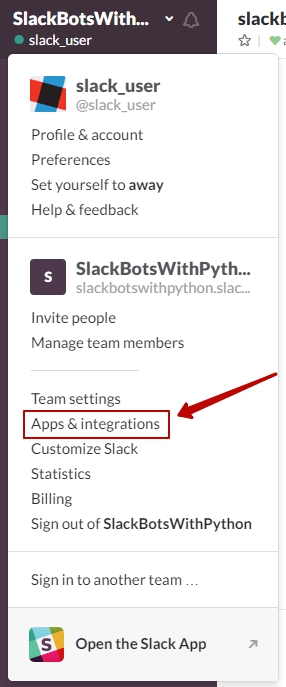 SlackBotsWith...
slack_user
slackb
slack_user
@slack_user
Profile & account
Preferences
Set yourself to away
Help & feedback
S
SlackBotsWithPyth...
slackbotswithpython.slac...
Invite people
Manage team members
Team settings
Apps & integrations
Customize Slack
Statistics
Billing
Sign out of SlackBotsWithPython
Sign in to another team ...
S
Open the Slack App